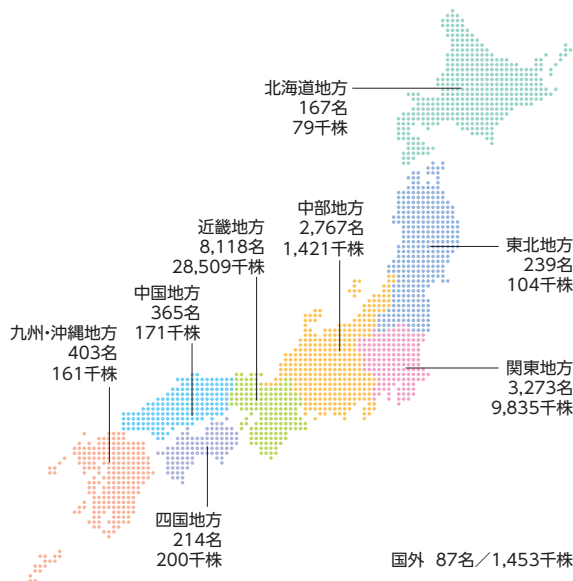 北海道地方
167名
79千株
中部地方
2,767名
1,421千株
近畿地方
8,118名
28,509千株
東北地方
239名
104千株
中国地方
365名
171千株
九州・沖縄地方
403名
161千株
関東地方
3,273名
9,835千株
四国地方
214名
200千株
国外 87名／1,453千株